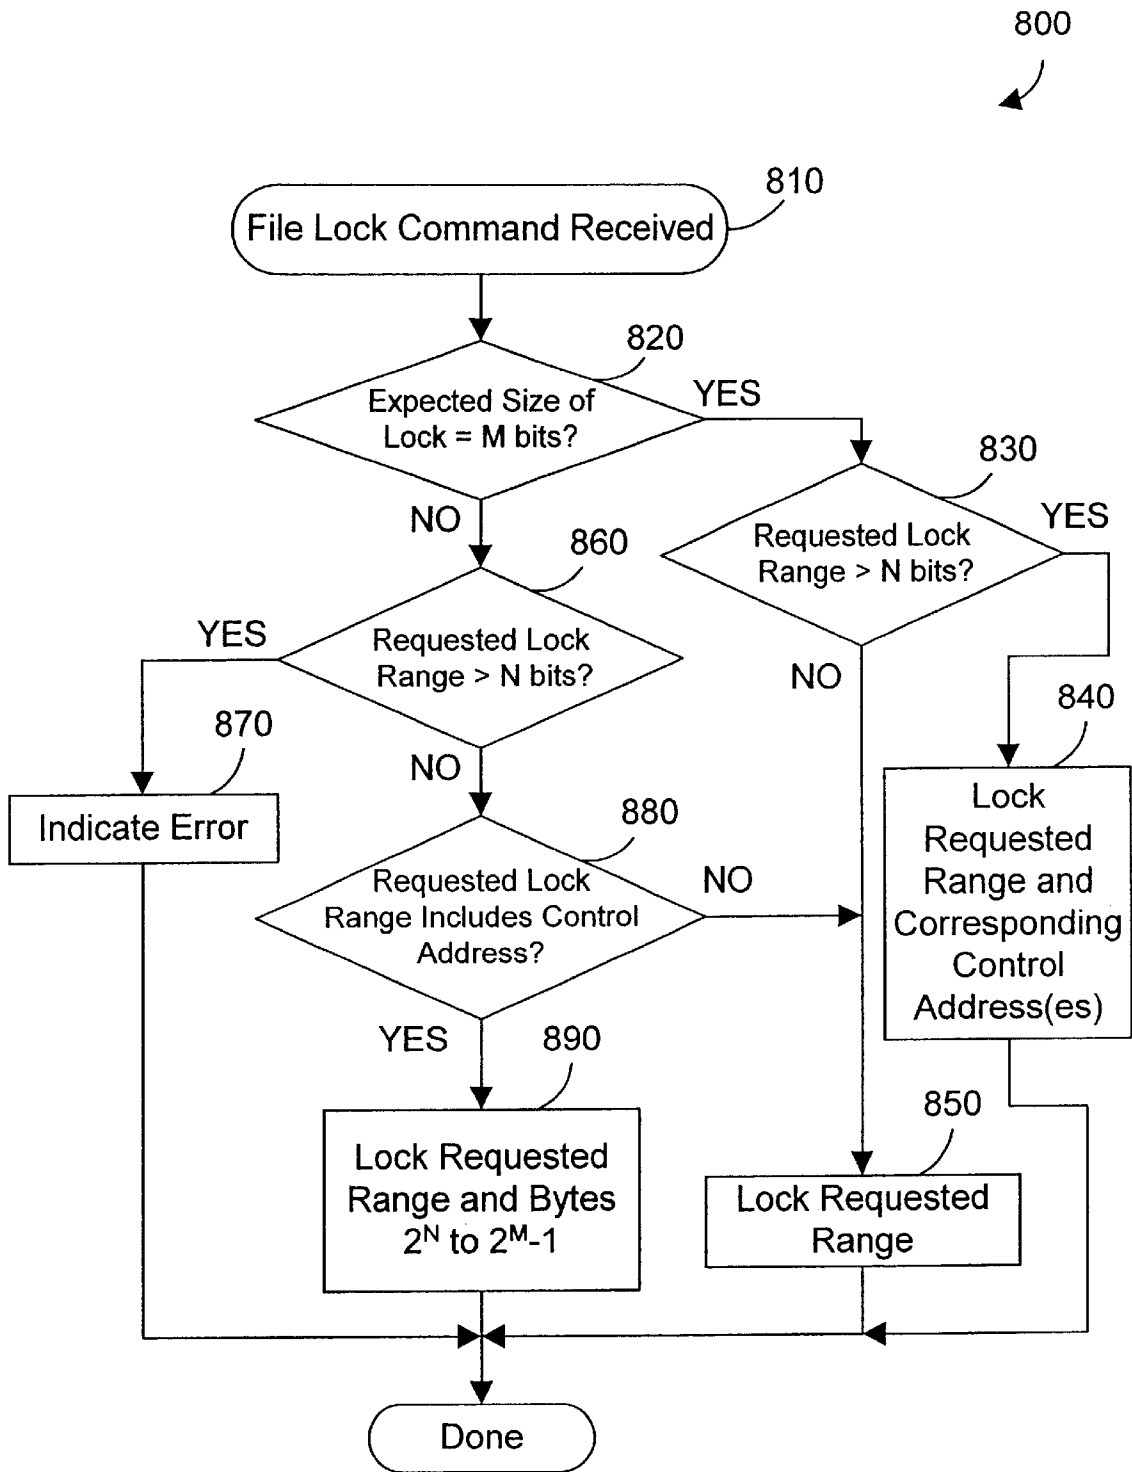 800
810
File Lock Command Received
820
Expected Size of
Lock = M bits?
YES
NO
830
Requested Lock
Range > N bits?
YES
NO
860
Requested Lock
Range > N bits?
YES
NO
870
Indicate Error
840
Lock
Requested
Range and
Corresponding
Control
Address(es)
880
Requested Lock
Range Includes Control
Address?
NO
YES
890
Lock Requested
Range and Bytes
2^N to 2^M-1
850
Lock Requested
Range
Done